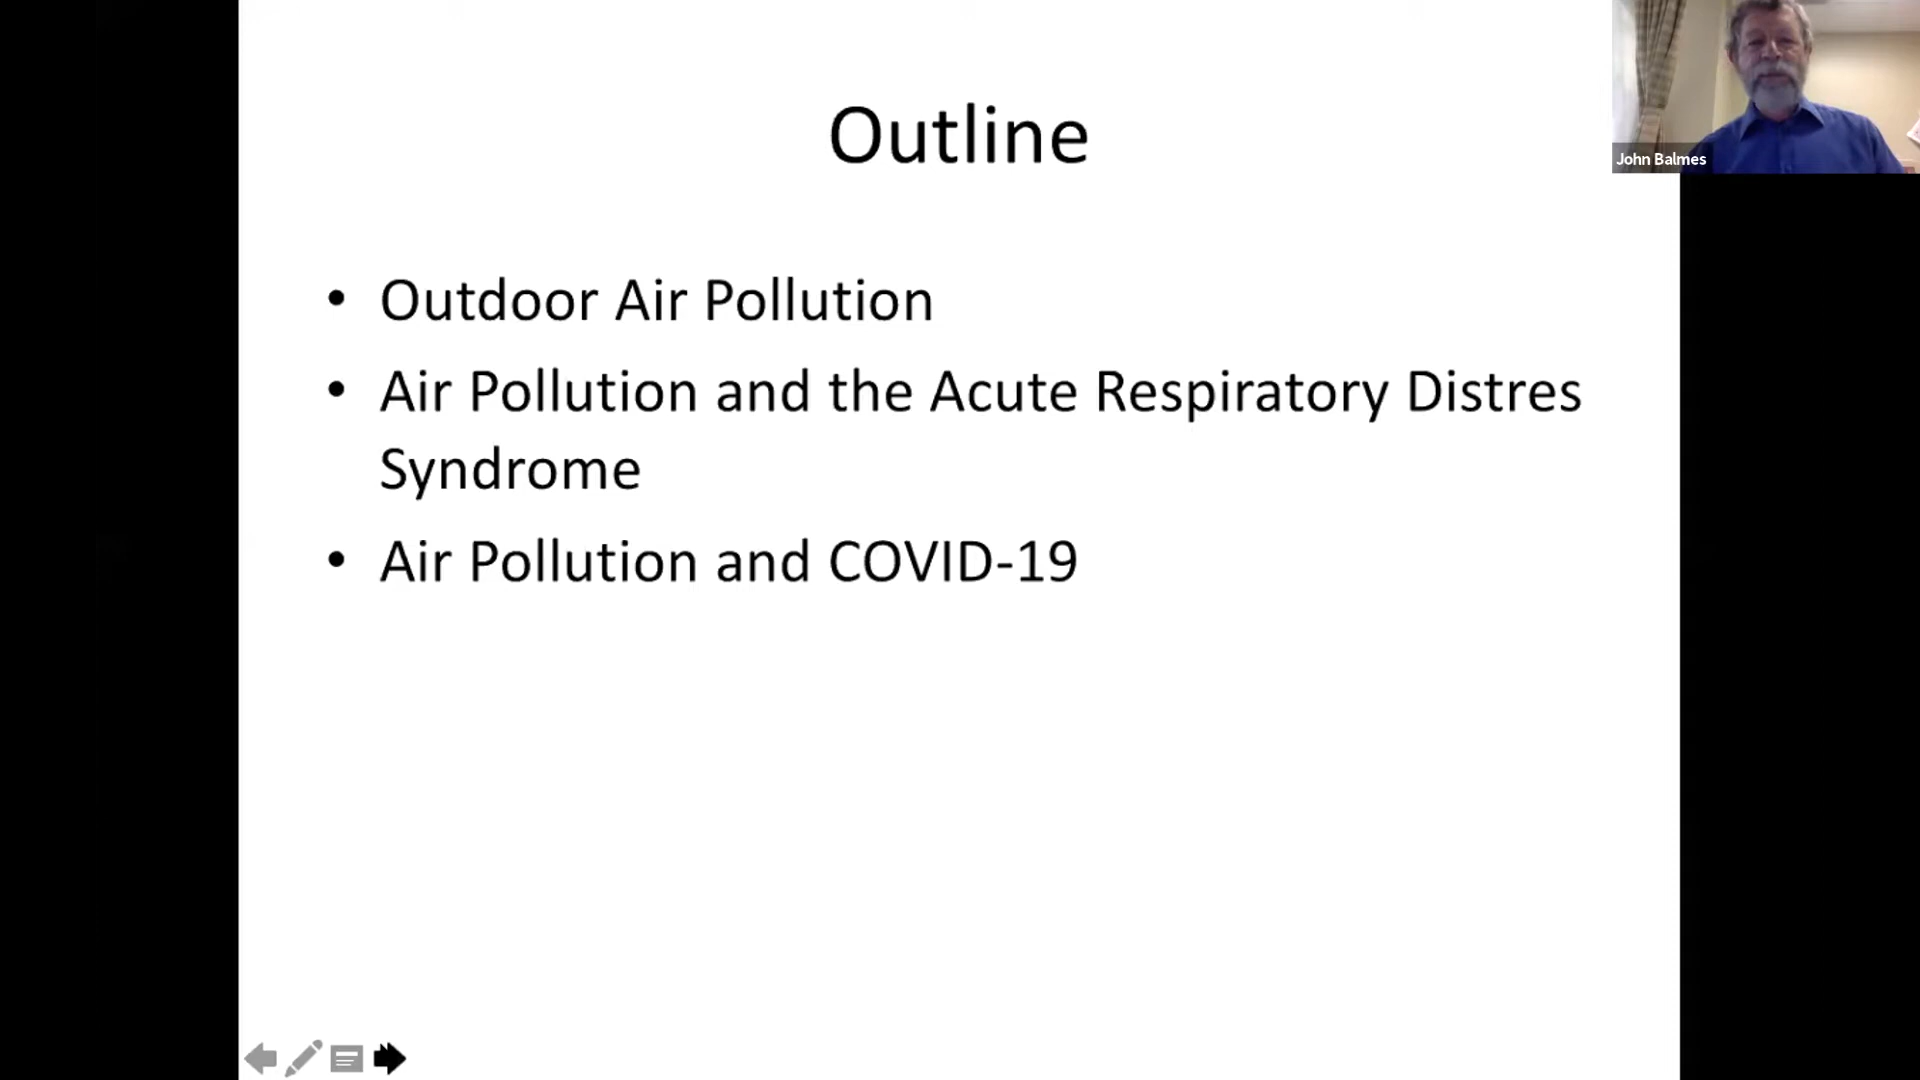 Outline
John Balmes
• Outdoor Air Pollution
• Air Pollution and the Acute Respiratory Distres
Syndrome
• Air Pollution and COVID-19